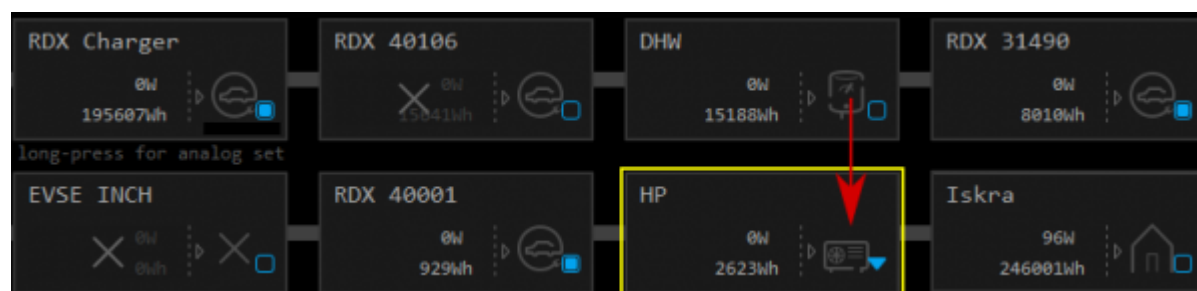 RDX Charger
0W
195607Wh
RDX 40106
0W
15041Wh
DHW
0W
15188Wh
RDX 31490
0W
8010Wh
long-press for analog set
EVSE INCH
0W
0Wh
RDX 40001
0W
929Wh
HP
0W
2623Wh
Iskra
96W
246001Wh